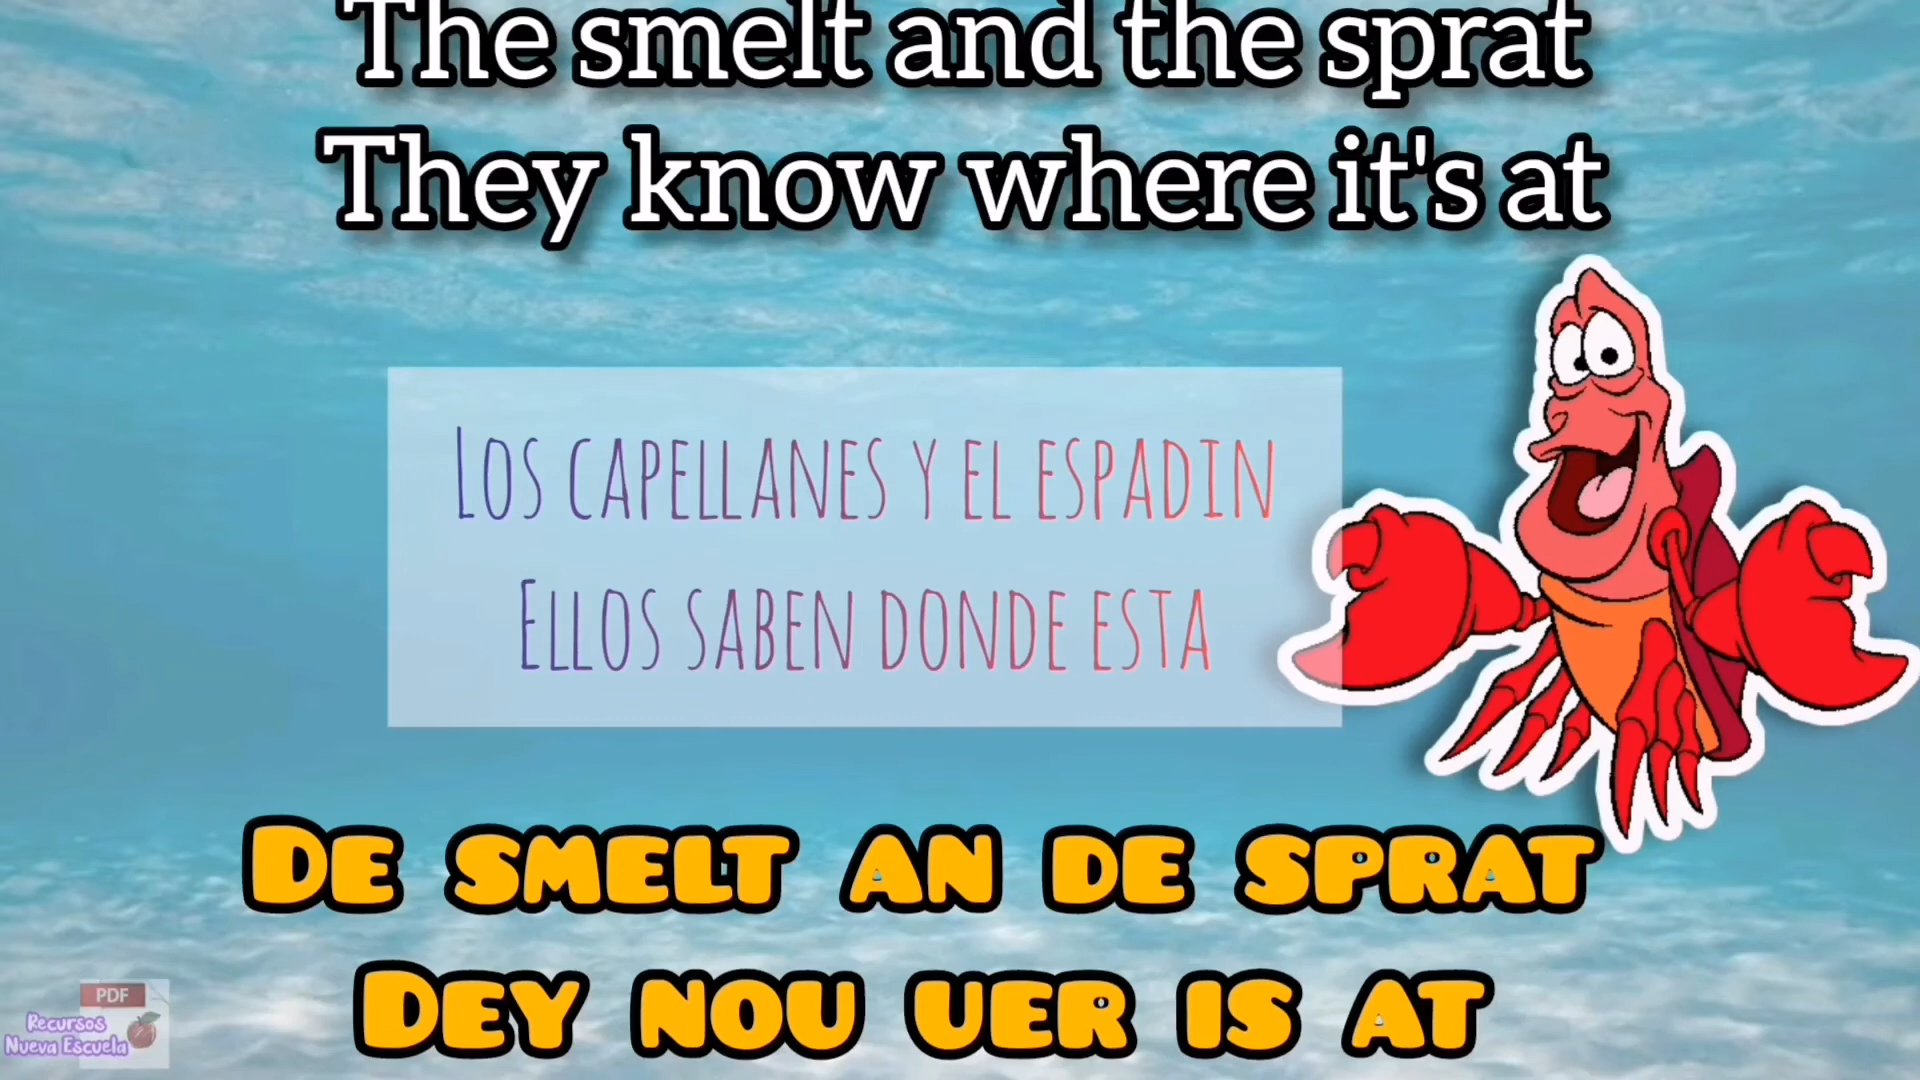 The smelt and the sprat
They know where it's at
Los capellanes y el espadin
Ellos saben donde esta
De smelt an de sprat
Dey nou uer is at
PDF
Recursos
Nueva Escuela